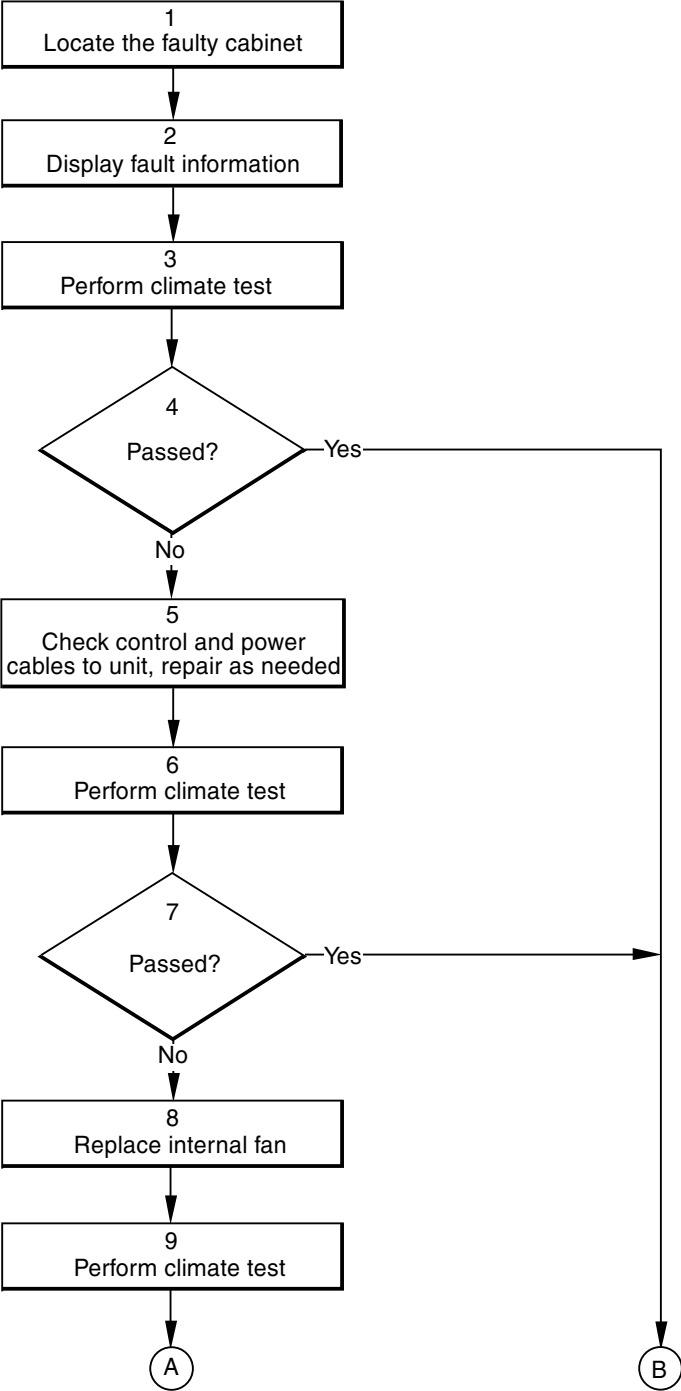 1
Locate the faulty cabinet
2
Display fault information
3
Perform climate test
4
Passed?
Yes
No
5
Check control and power
cables to unit, repair as needed
6
Perform climate test
7
Passed?
Yes
No
8
Replace internal fan
9
Perform climate test
A
B